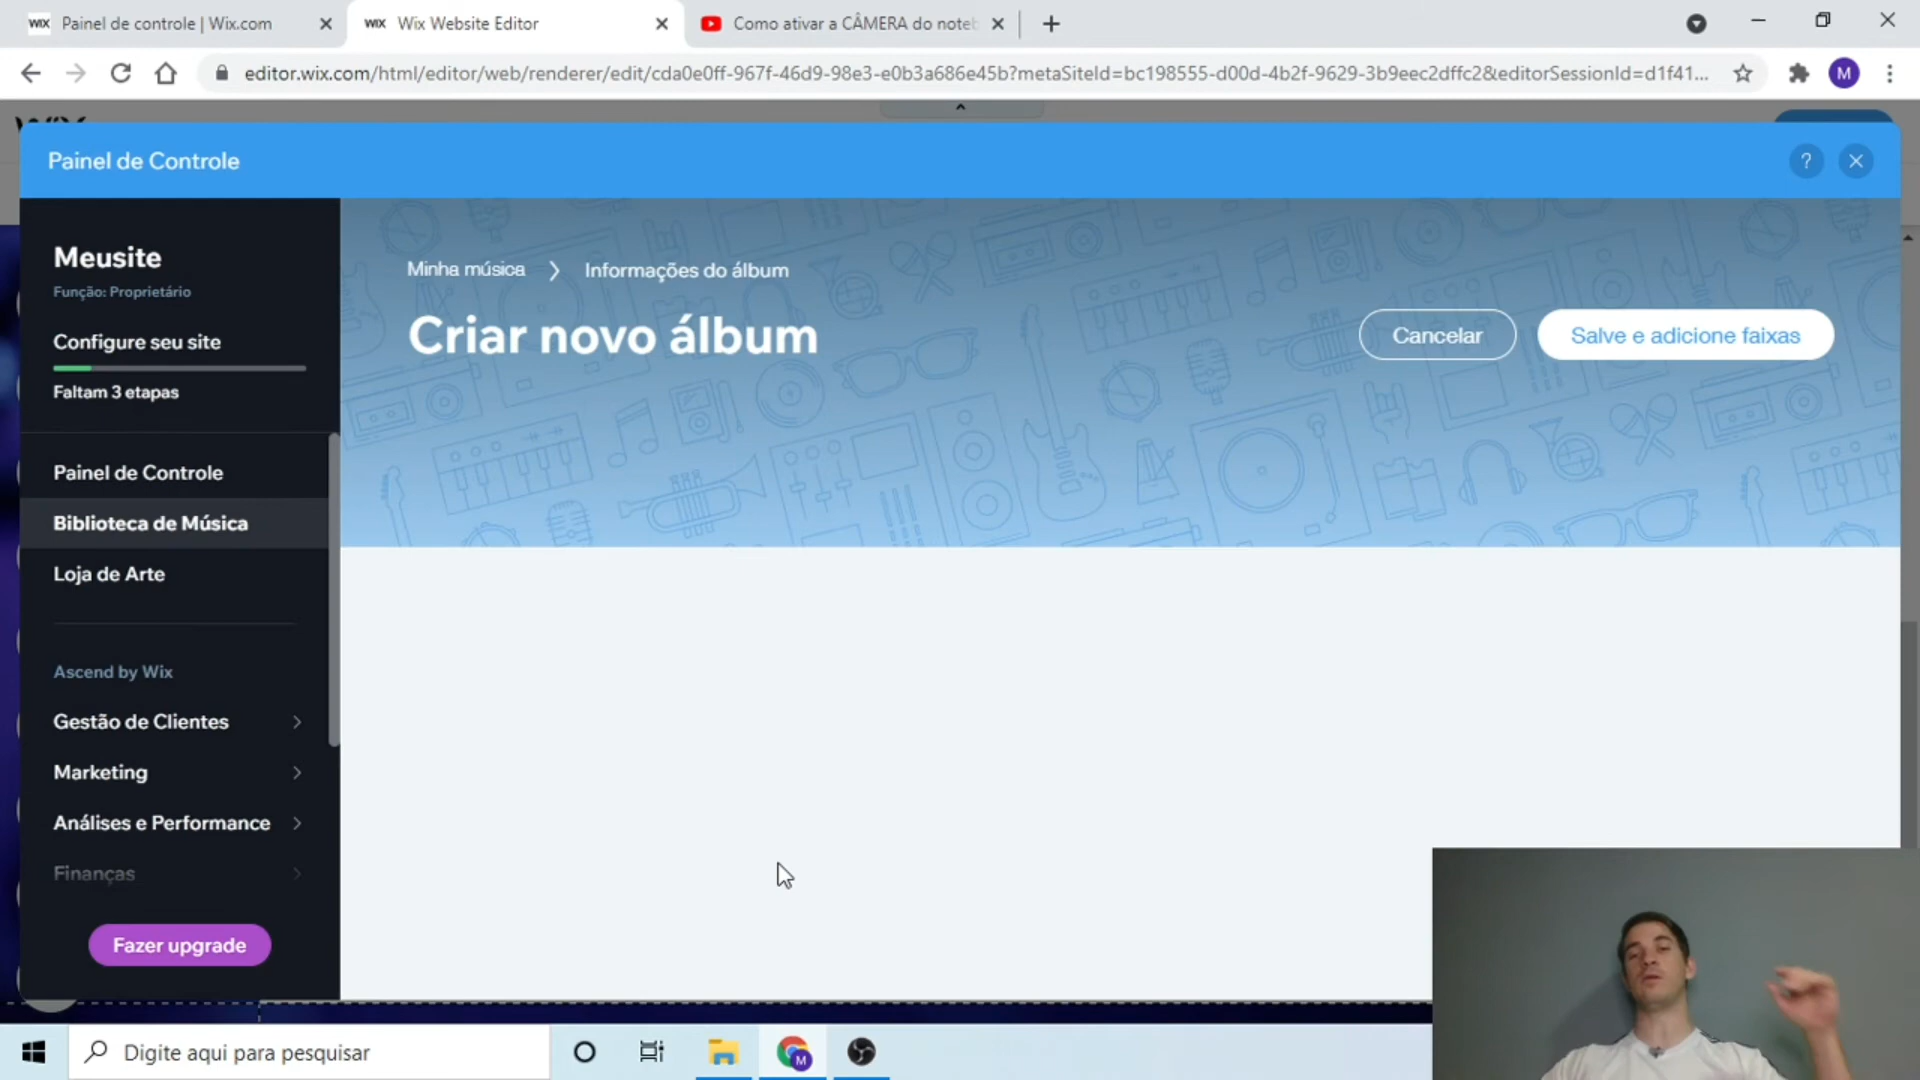 WIX Painel de controle | Wix.com
WIX Wix Website Editor
Como ativar a CÂMERA do note
editor.wix.com/html/editor/web/renderer/edit/cda0e0ff-967f-46d9-98e3-e0b3a686e45b?metaSiteId=bc198555-d00d-4b2f-9629-3b9eec2dffc2&editorSessionId=d1f41...
M
Painel de Controle
?
Meusite
Função: Proprietário
Configure seu site
Faltam 3 etapas
Painel de Controle
Biblioteca de Música
Loja de Arte
Ascend by Wix
Gestão de Clientes
Marketing
Análises e Performance
Finanças
Fazer upgrade
Minha música
Informações do álbum
Criar novo álbum
Cancelar
Salve e adicione faixas
Digite aqui para pesquisar
M